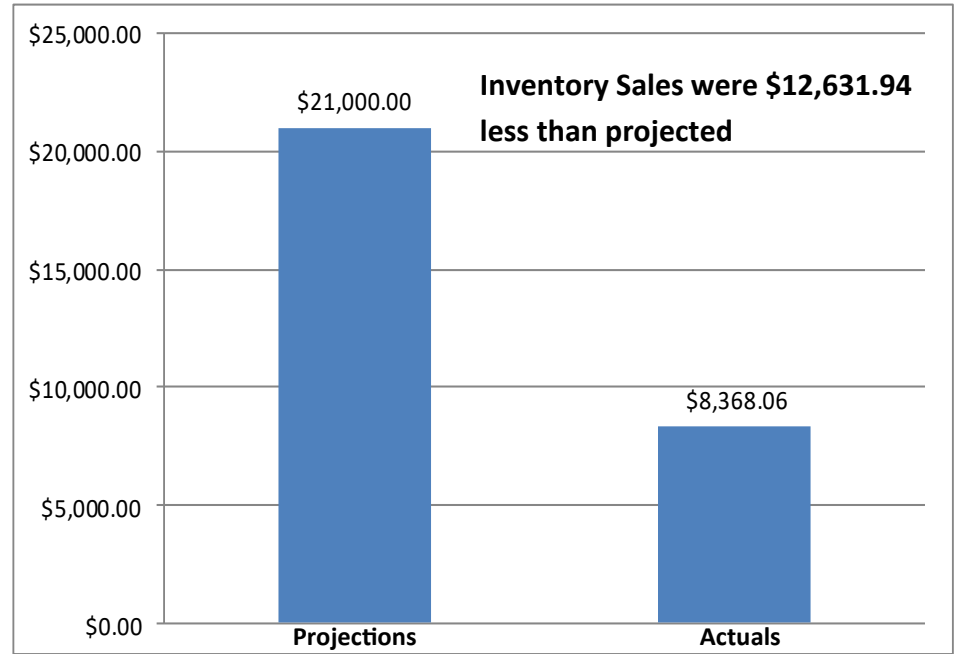 $25,000.00
Inventory Sales were $12,631.94
less than projected
$21,000.00
$20,000.00
$15,000.00
$10,000.00
$8,368.06
$5,000.00
$0.00
Projections
Actuals